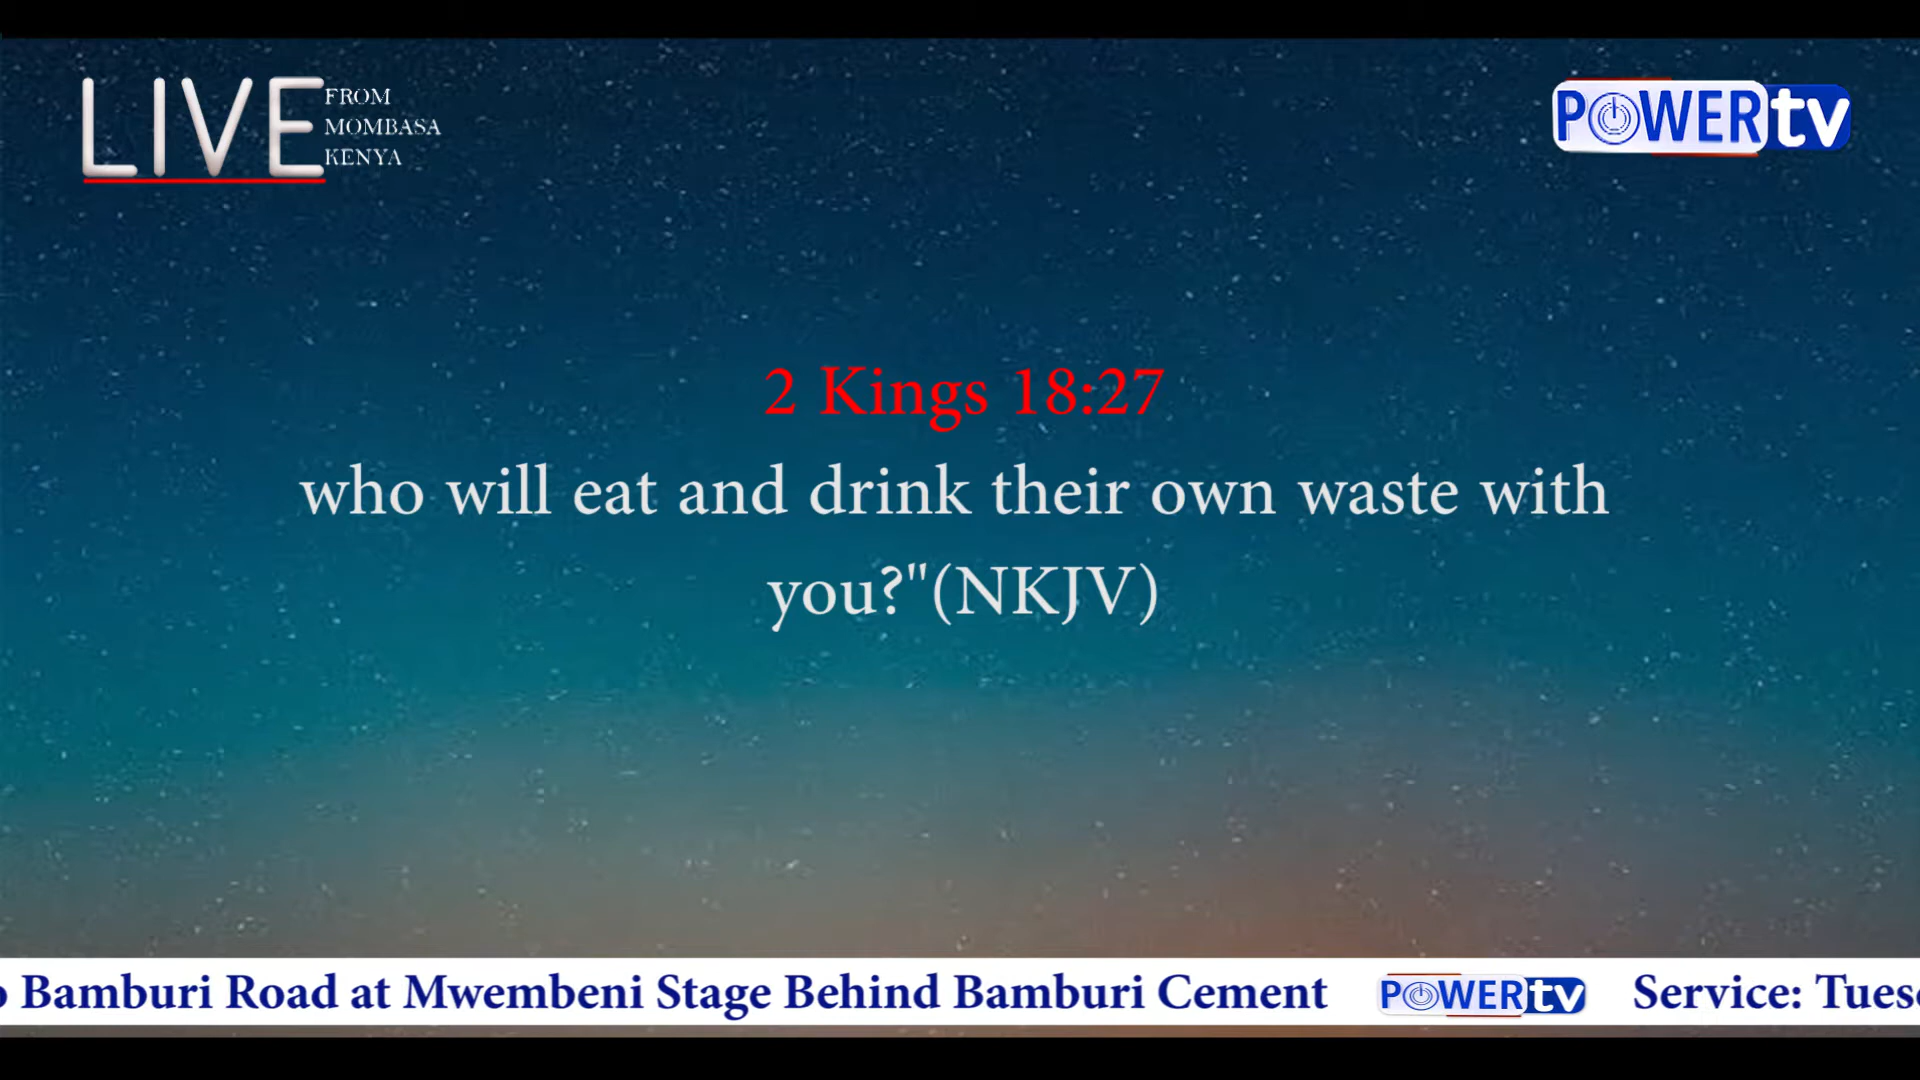 LIVE
FROM
MOMBASA
KENYA
POWERtv
2 Kings 18:27
who will eat and drink their own waste with
you?"(NKJV)
Bamburi Road at Mwembeni Stage Behind Bamburi Cement POWERtv Service: